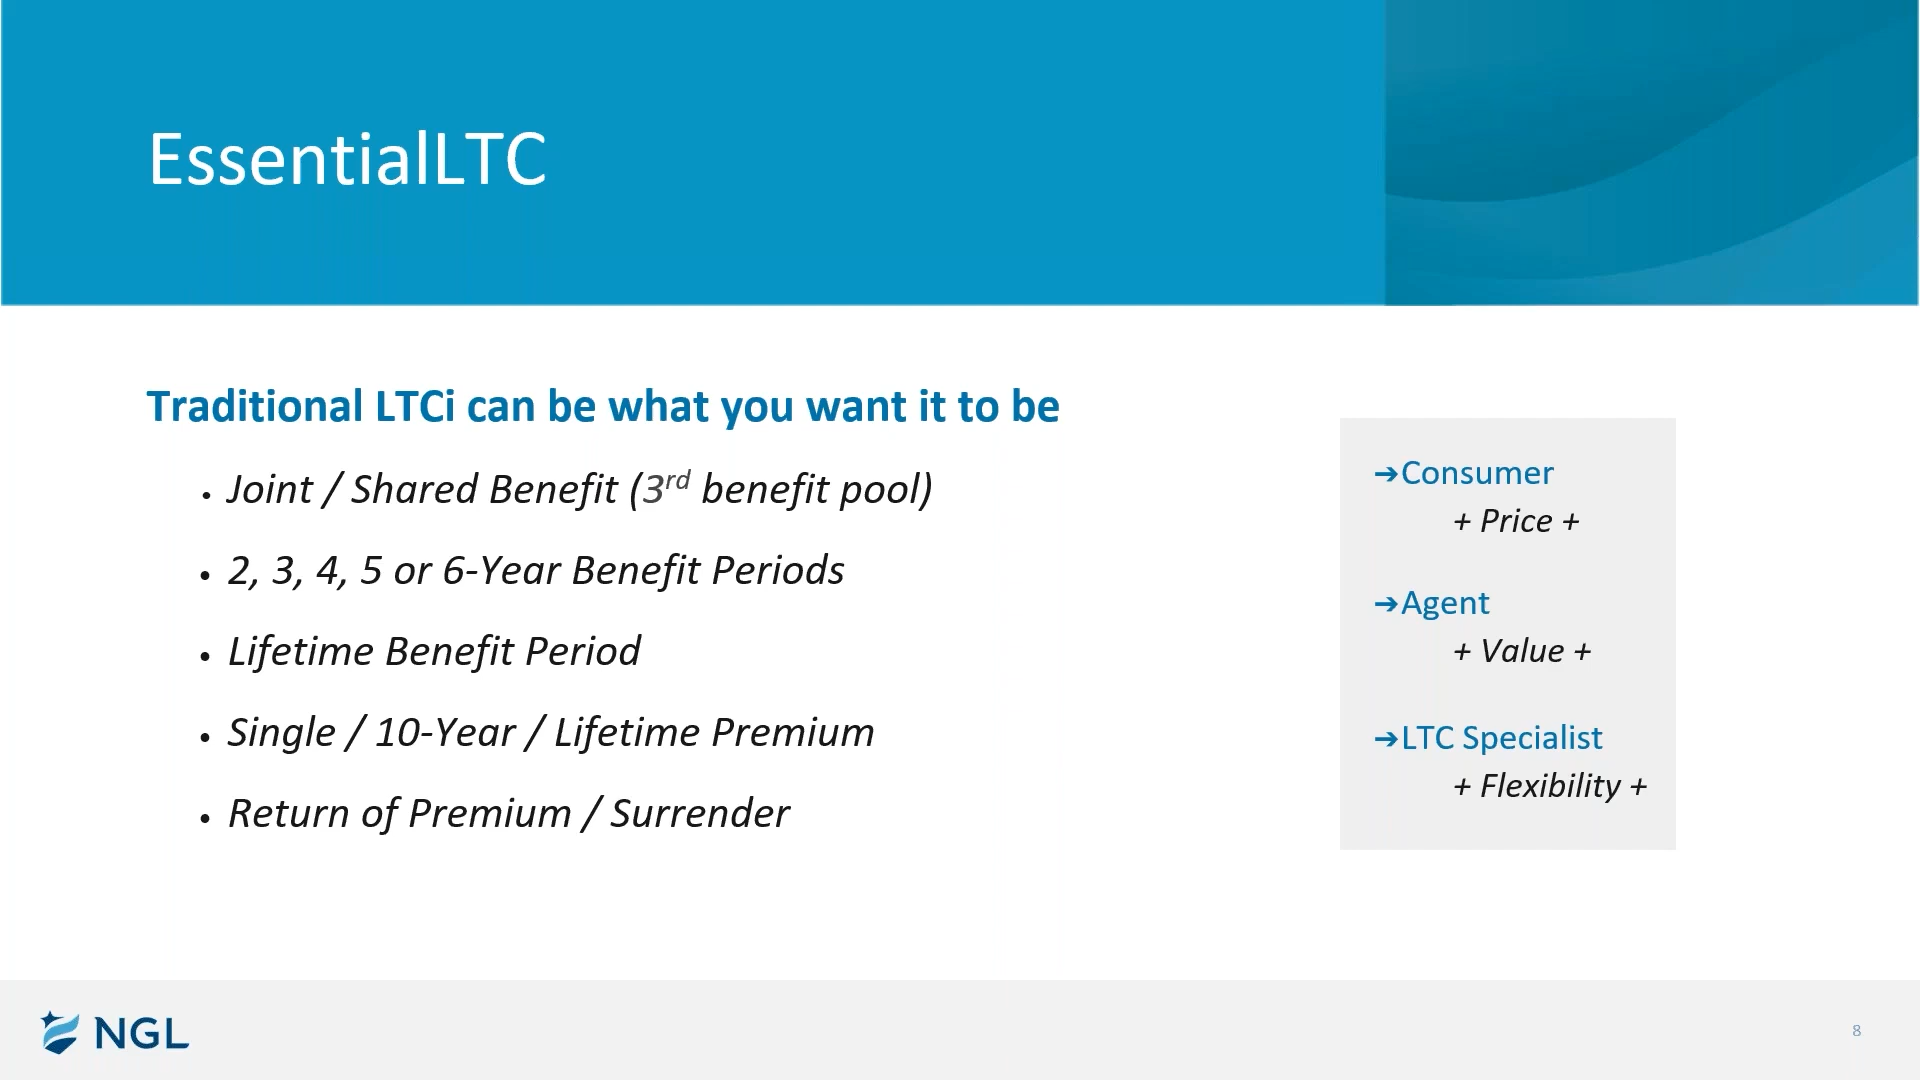 EssentialLTC
Traditional LTCi can be what you want it to be
• Joint / Shared Benefit (3rd benefit pool)
• 2, 3, 4, 5 or 6-Year Benefit Periods
• Lifetime Benefit Period
• Single / 10-Year / Lifetime Premium
• Return of Premium / Surrender
➔Consumer
+ Price +
➔Agent
+ Value +
➔LTC Specialist
+ Flexibility +
NGL
8